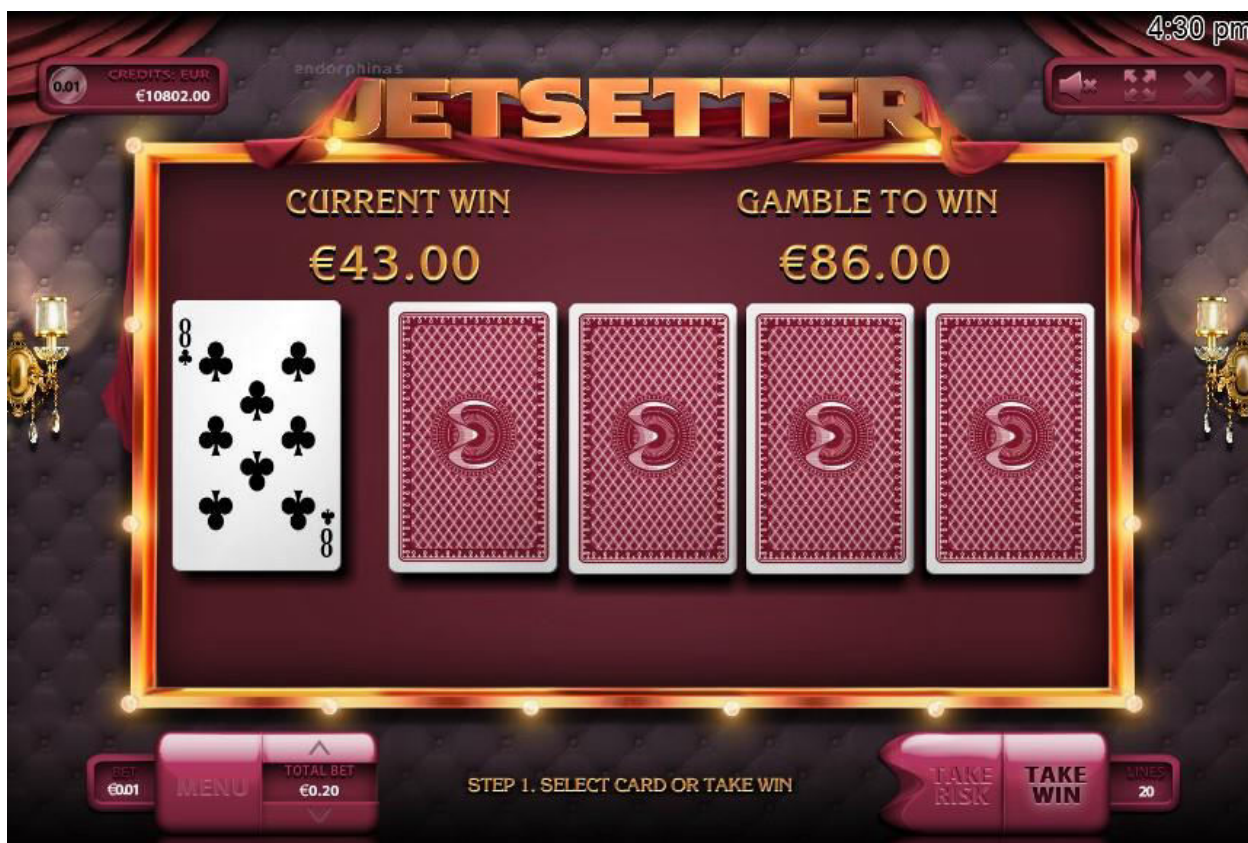 4:30 pm
0.01
CREDITS: EUR
€10802.00
endorphina's
JETSETTER
CURRENT WIN
GAMBLE TO WIN
€43.00
€86.00
8
8
BET
€0.01
MENU
TOTAL BET
€0.20
STEP 1. SELECT CARD OR TAKE WIN
TAKE
RISK
TAKE
WIN
LINES
20